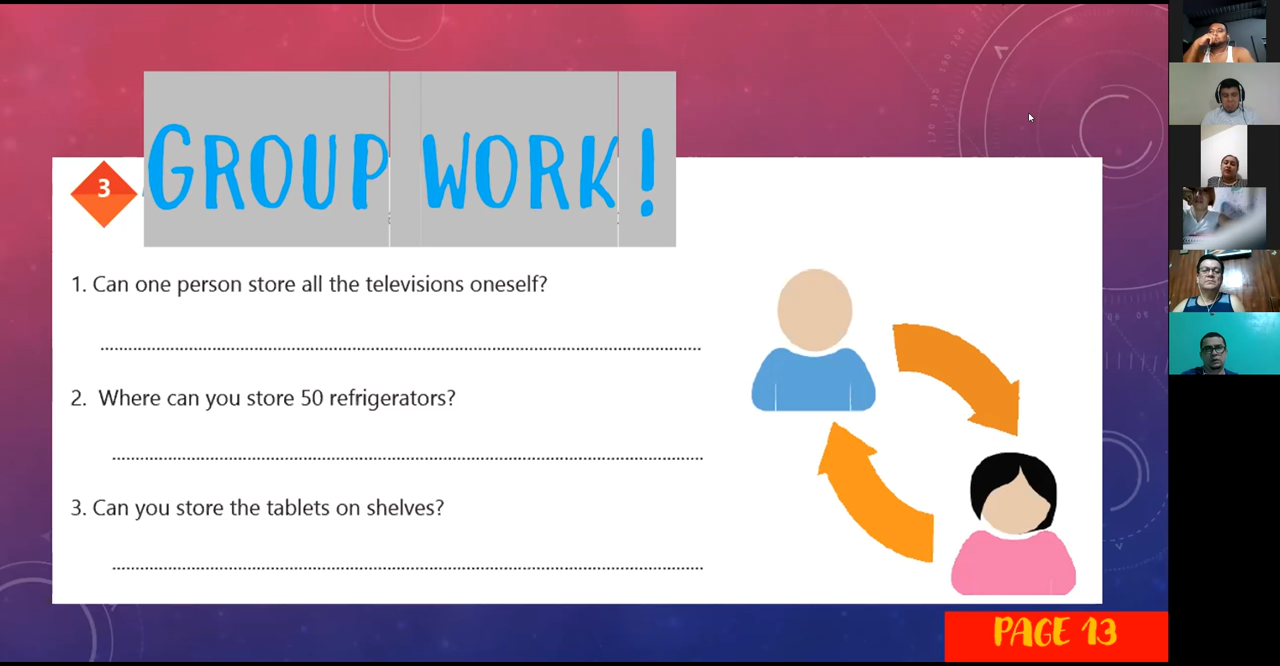 GROUP WORK!
3
1. Can one person store all the televisions oneself?
2. Where can you store 50 refrigerators?
3. Can you store the tablets on shelves?
PAGE 13